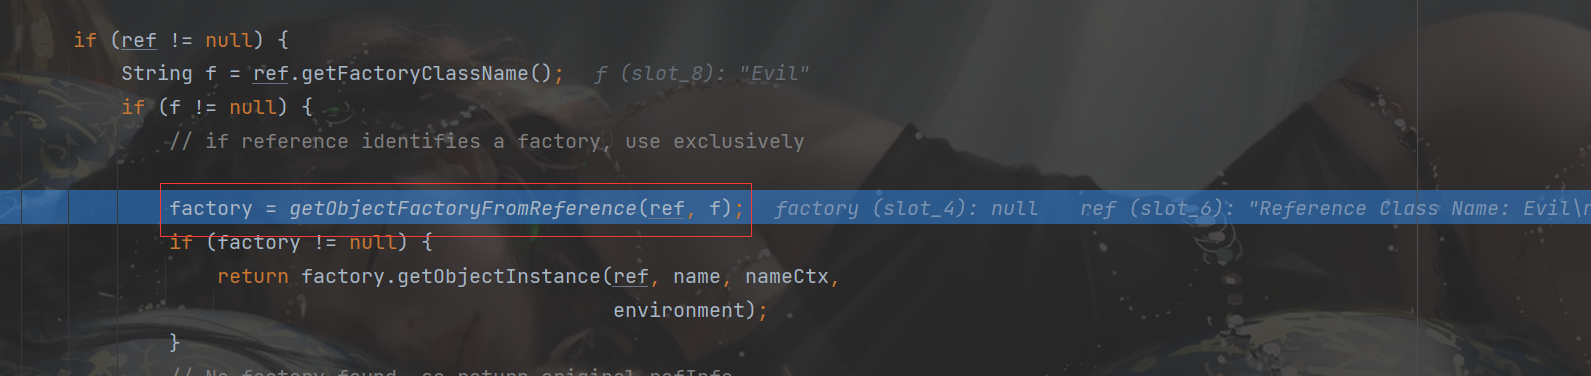 if (ref != null) {
String f = ref.getFactoryClassName(); f (slot_8): "Evil"
if (f != null) {
// if reference identifies a factory, use exclusively
factory = getObjectFactoryFromReference(ref, f); factory (slot_4): null ref (slot_6): "Reference Class Name: Evil\
if (factory != null) {
return factory.getObjectInstance(ref, name, nameCtx,
environment);
}
// No factory found, so return original refInfo